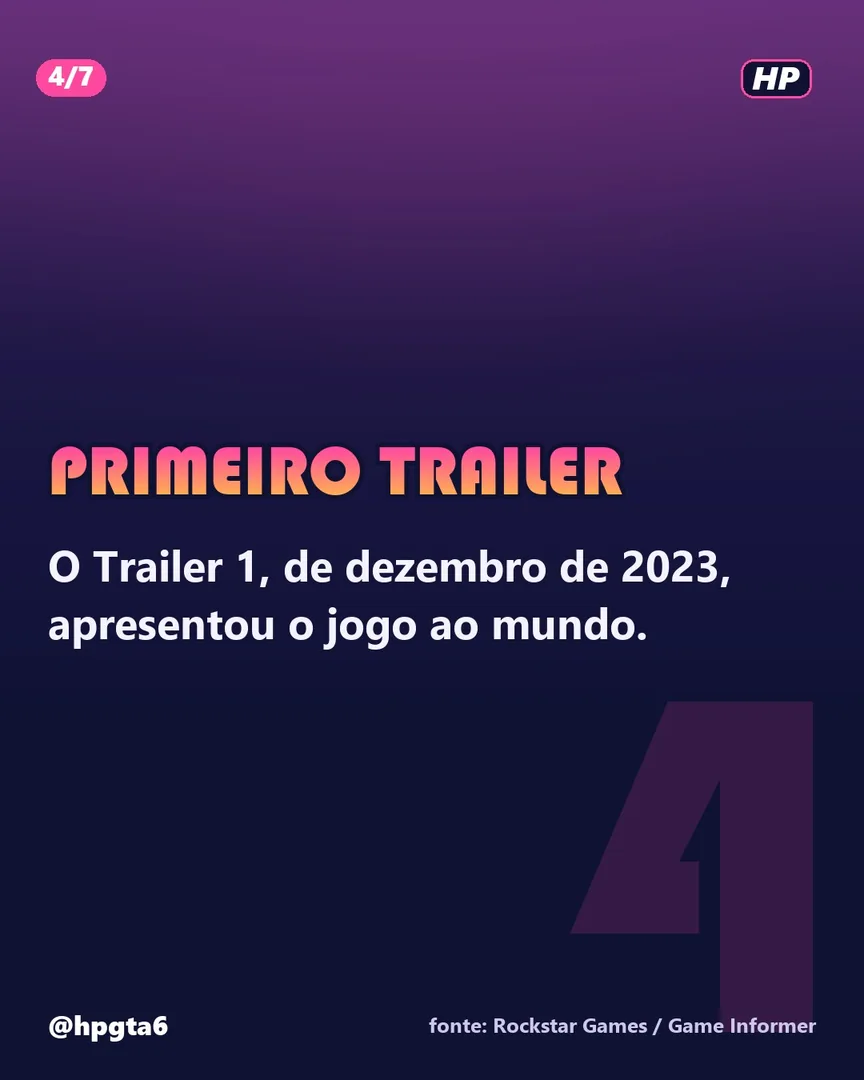 4/7
HP
PRIMEIRO TRAILER
O Trailer 1, de dezembro de 2023,
apresentou o jogo ao mundo.
4
@hpgta6
fonte: Rockstar Games / Game Informer